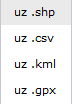 uz .shp
uz .csv
uz .kml
uz .gpx